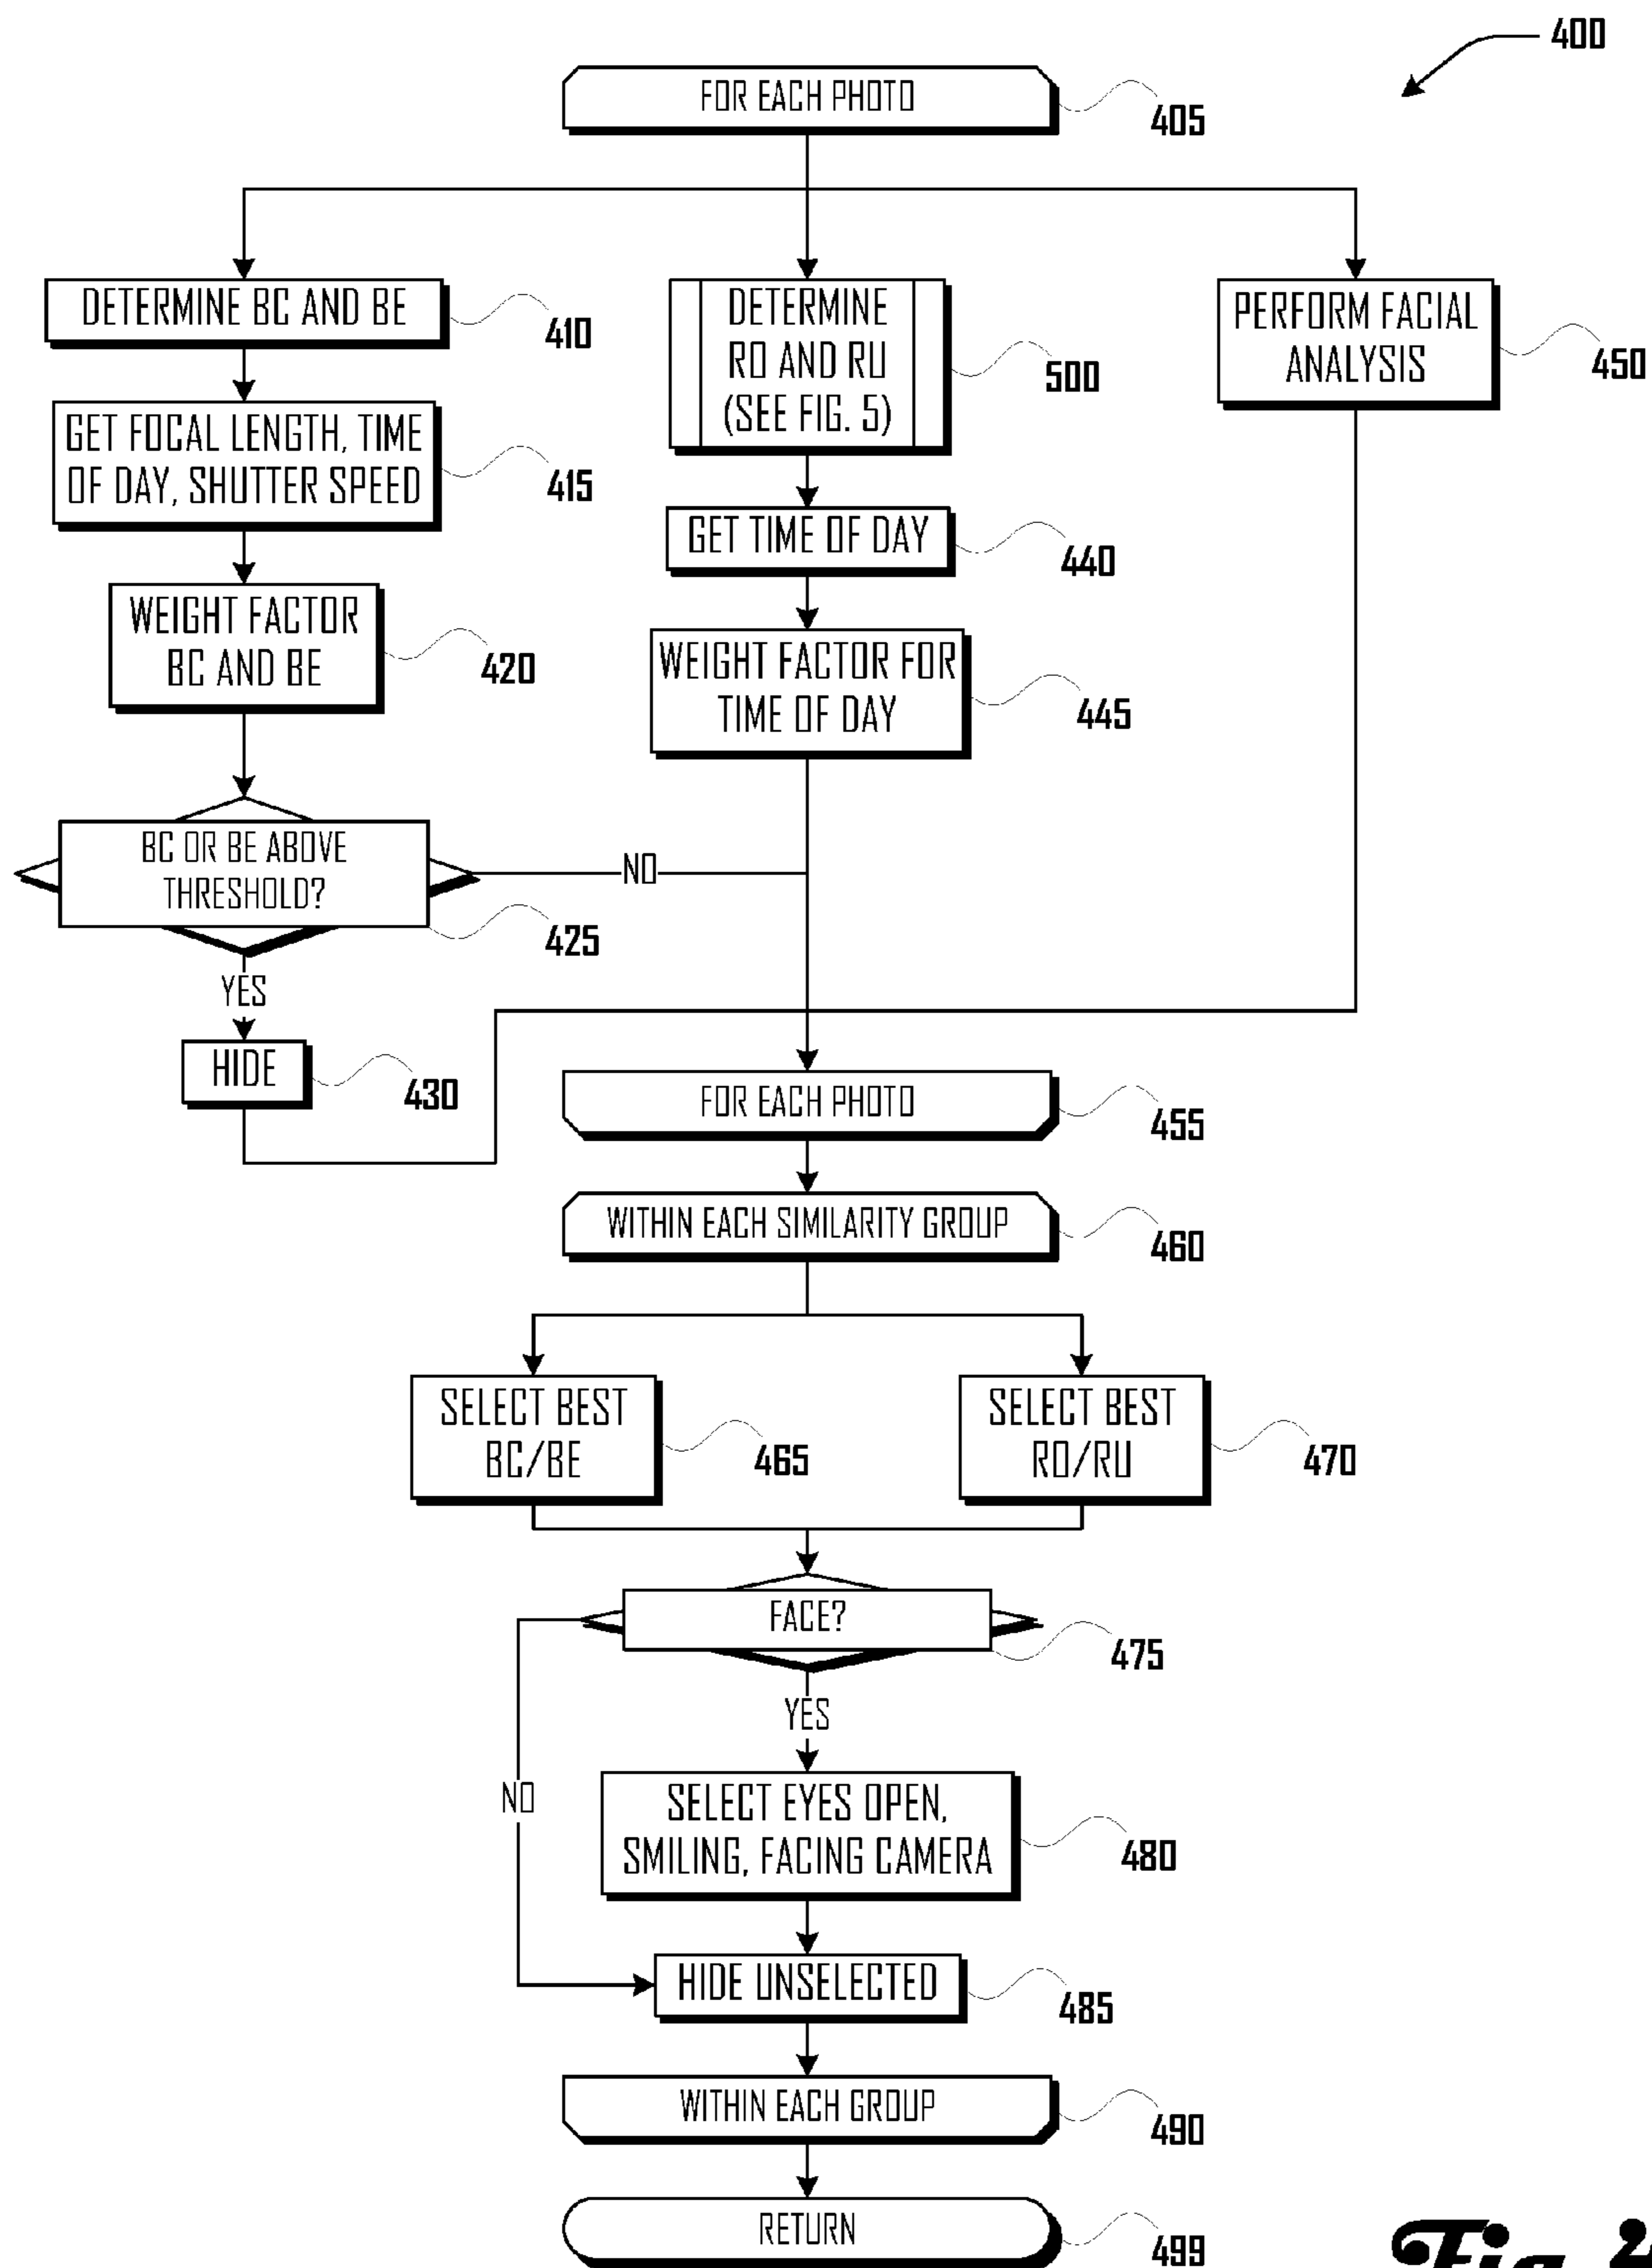 400
FOR EACH PHOTO
405
DETERMINE BC AND BE
410
DETERMINE
RO AND RU
(SEE FIG. 5)
500
PERFORM FACIAL
ANALYSIS
450
GET FOCAL LENGTH, TIME
OF DAY, SHUTTER SPEED
415
GET TIME OF DAY
440
WEIGHT FACTOR
BC AND BE
420
WEIGHT FACTOR FOR
TIME OF DAY
445
BC OR BE ABOVE
THRESHOLD?
425
NO
YES
HIDE
430
FOR EACH PHOTO
455
WITHIN EACH SIMILARITY GROUP
460
SELECT BEST
BC/BE
465
SELECT BEST
RO/RU
470
FACE?
475
YES
NO
SELECT EYES OPEN,
SMILING, FACING CAMERA
480
HIDE UNSELECTED
485
WITHIN EACH GROUP
490
RETURN
499
Fig.